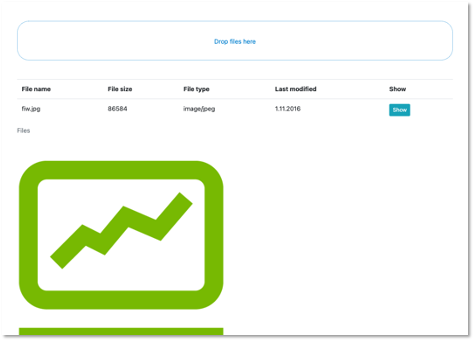 Drop files here
File name File size File type Last modified Show
fiw.jpg 86584 image/jpeg 1.11.2016 Show
Files